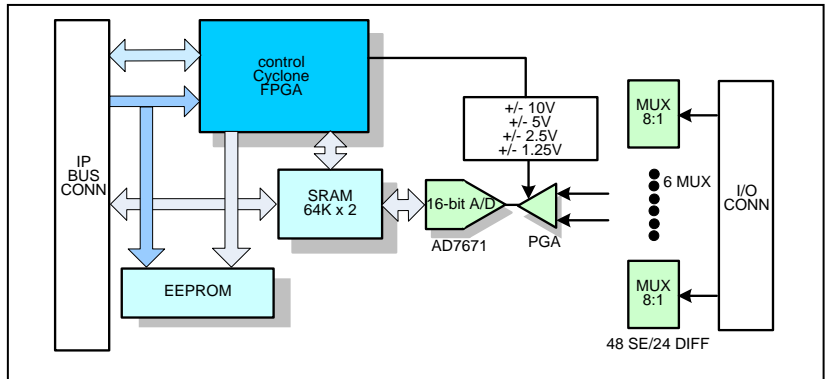 control
Cyclone
FPGA
+/- 10V
+/- 5V
+/- 2.5V
+/- 1.25V
MUX
8:1
IP
BUS
CONN
SRAM
64K x 2
16-bit A/D
AD7671
PGA
6 MUX
I/O
CONN
EEPROM
MUX
8:1
48 SE/24 DIFF